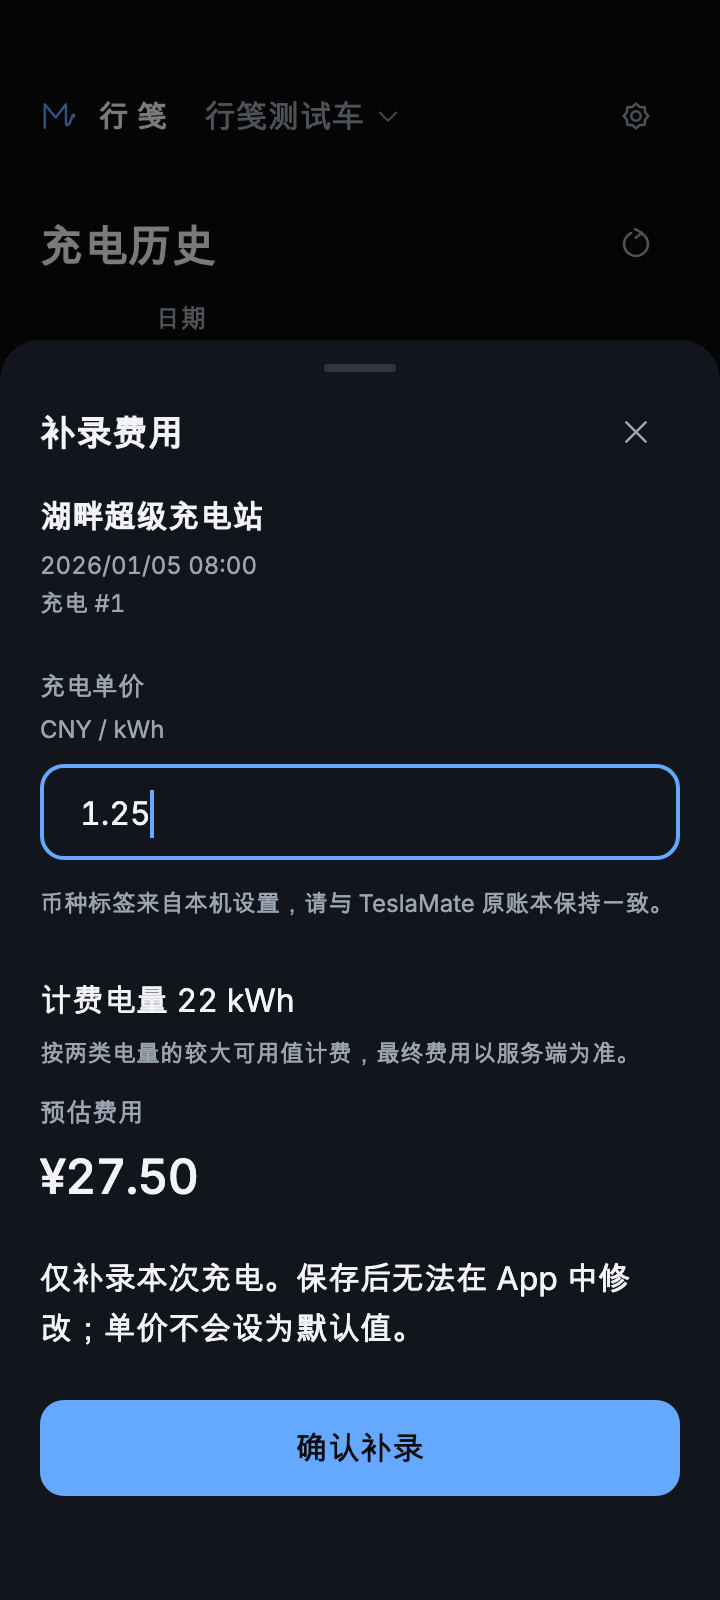 行笺 行笺测试车
充电历史
日期
补录费用
湖畔超级充电站
2026/01/05 08:00
充电 #1
充电单价
CNY / kWh
1.25
币种标签来自本机设置，请与 TeslaMate 原账本保持一致。
计费电量 22 kWh
按两类电量的较大可用值计费，最终费用以服务端为准。
预估费用
¥27.50
仅补录本次充电。保存后无法在 App 中修
改；单价不会设为默认值。
确认补录